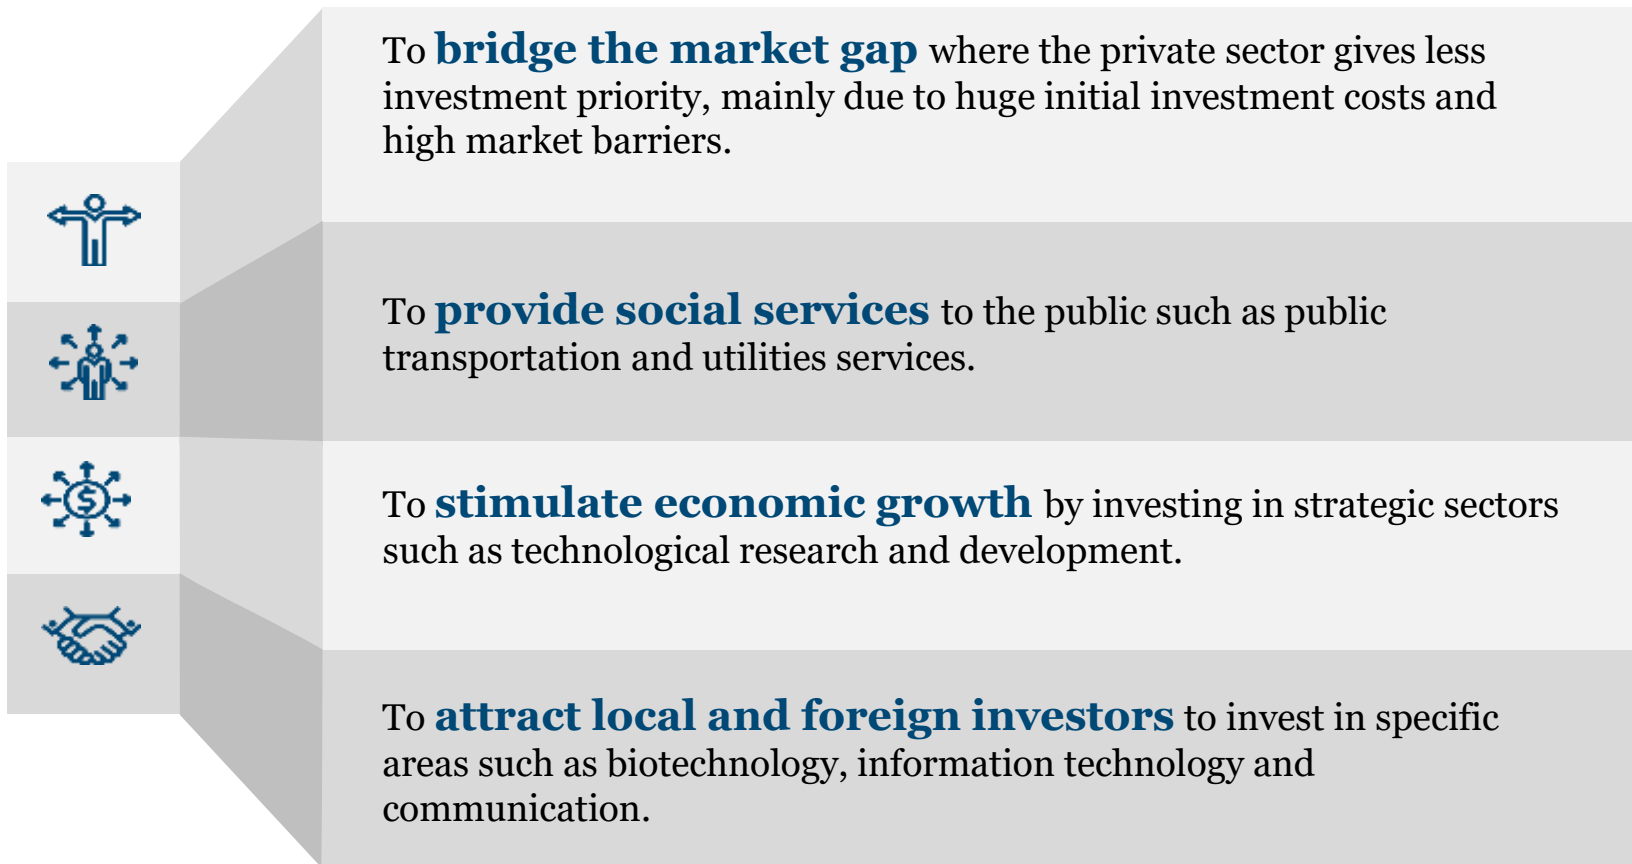 To bridge the market gap where the private sector gives less
investment priority, mainly due to huge initial investment costs and
high market barriers.
To provide social services to the public such as public
transportation and utilities services.
$
To stimulate economic growth by investing in strategic sectors
such as technological research and development.
To attract local and foreign investors to invest in specific
areas such as biotechnology, information technology and
communication.